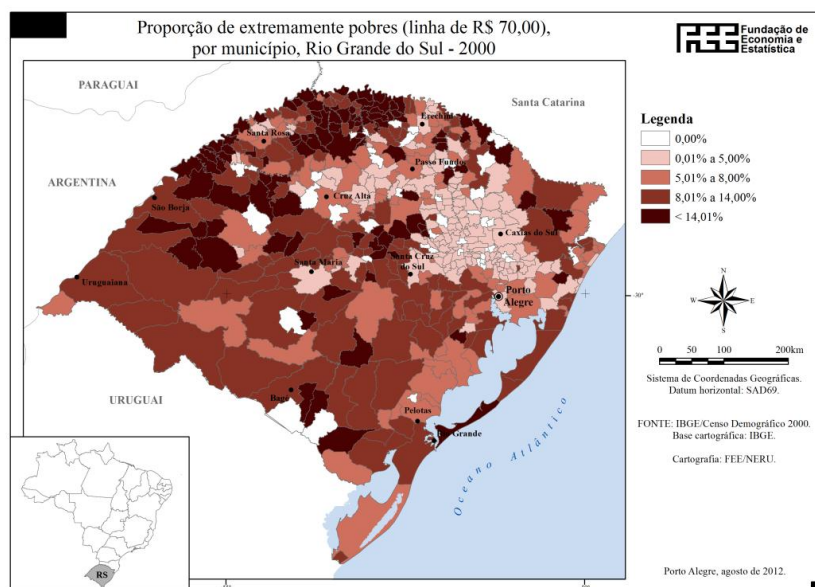 Proporção de extremamente pobres (linha de R$ 70,00),
por município, Rio Grande do Sul - 2000
FEE
Fundação de
Economia e
Estatística
PARAGUAI
Santa Catarina
Erechim
Santa Rosa
Passo Fundo
ARGENTINA
Cruz Alta
São Borja
Caxias do Sul
Santa Maria
Santa Cruz
do Sul
Uruguaiana
Porto
Alegre
-30°
URUGUAI
Bagé
Pelotas
Grande
Oceano Atlântico
RS
Legenda
0,00%
0,01% a 5,00%
5,01% a 8,00%
8,01% a 14,00%
< 14,01%
N
W
E
S
0 50 100 200km
Sistema de Coordenadas Geográficas.
Datum horizontal: SAD69.
FONTE: IBGE/Censo Demográfico 2000.
Base cartográfica: IBGE.
Cartografia: FEE/NERU.
Porto Alegre, agosto de 2012.